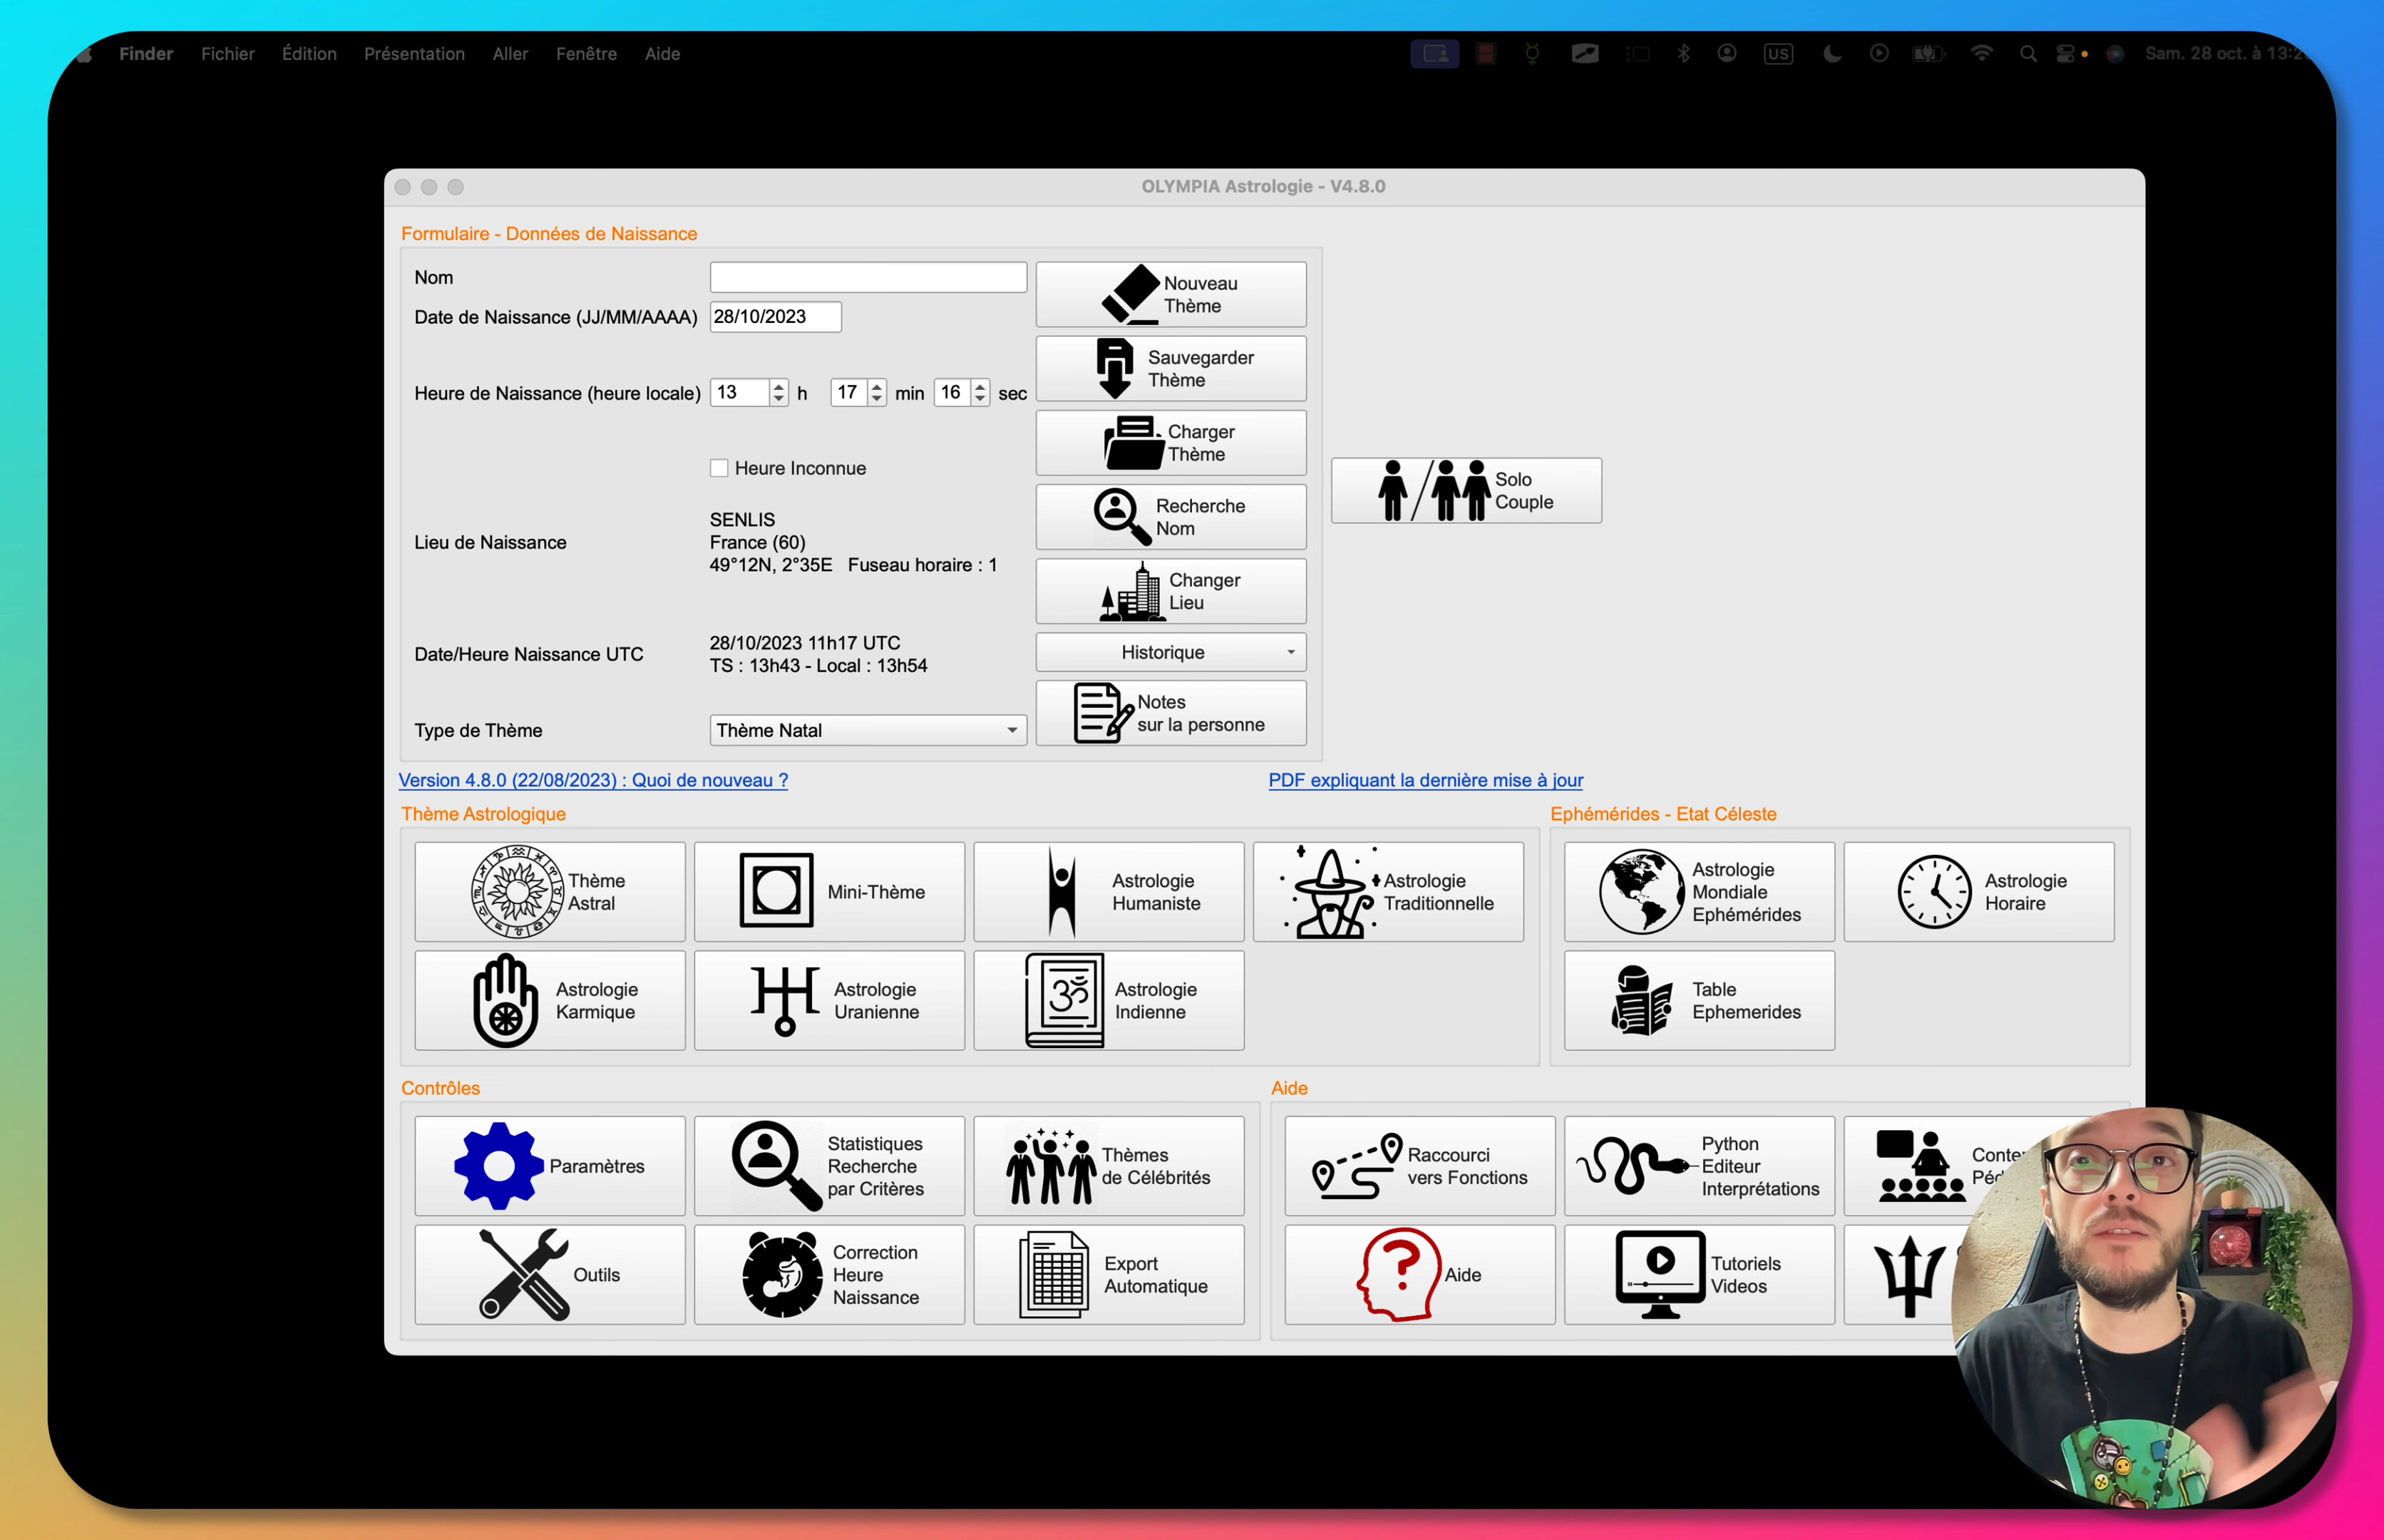 Finder Fichier Édition Présentation Aller Fenêtre Aide US Sam. 28 oct. à
OLYMPIA Astrologie - V4.8.0
Formulaire - Données de Naissance
Nom
Date de Naissance (JJ/MM/AAAA) 28/10/2023
Heure de Naissance (heure locale) 13 h 17 min 16 sec
Heure Inconnue
Lieu de Naissance
SENLIS
France (60)
49°12N, 2°35E Fuseau horaire : 1
Date/Heure Naissance UTC
28/10/2023 11h17 UTC
TS : 13h43 - Local : 13h54
Type de Thème Thème Natal
Nouveau
Thème
Sauvegarder
Thème
Charger
Thème
Recherche
Nom
Changer
Lieu
Historique
Notes
sur la personne
Solo
Couple
Version 4.8.0 (22/08/2023) : Quoi de nouveau ?
PDF expliquant la dernière mise à jour
Thème Astrologique
Thème
Astral
Mini-Thème
Astrologie
Humaniste
Astrologie
Traditionnelle
Astrologie
Karmique
Astrologie
Uranienne
Astrologie
Indienne
Ephémérides - Etat Céleste
Astrologie
Mondiale
Ephémérides
Astrologie
Horaire
Table
Ephemerides
Contrôles
Paramètres
Statistiques
Recherche
par Critères
Thèmes
de Célébrités
Outils
Correction
Heure
Naissance
Export
Automatique
Aide
Raccourci
vers Fonctions
Python
Editeur
Interprétations
Aide
Tutoriels
Videos